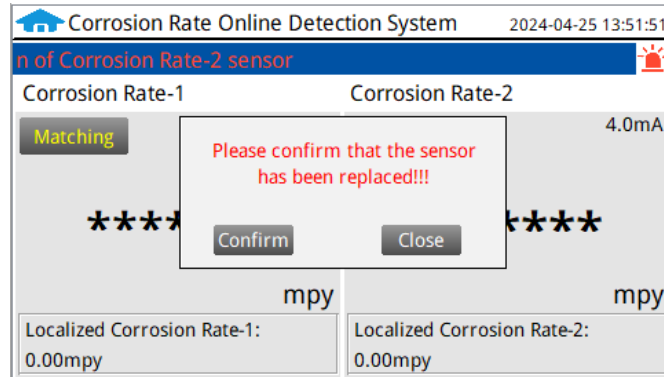 Corrosion Rate Online Detection System 2024-04-25 13:51:51
n of Corrosion Rate-2 sensor
Corrosion Rate-1 Corrosion Rate-2
Matching 4.0mA
Please confirm that the sensor
has been replaced!!!
**** ****
Confirm Close
mpy mpy
Localized Corrosion Rate-1: Localized Corrosion Rate-2:
0.00mpy 0.00mpy